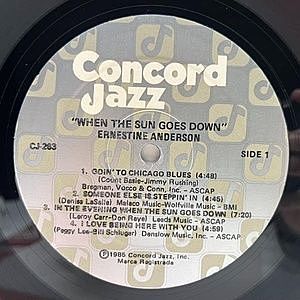 Concord
jazz
"WHEN THE SUN GOES DOWN"
ERNESTINE ANDERSON
CJ-263
SIDE 1
1. GOIN' TO CHICAGO BLUES (4:48)
(Count Basie-Jimmy Rushing)
Bregman, Vocco & Conn, Inc. - ASCAP
2. SOMEONE ELSE IS STEPPIN' IN (4:45)
(Denise LaSalle) Malaco Music-Wolfville Music - BMI
3. IN THE EVENING WHEN THE SUN GOES DOWN (7:20)
(Leroy Carr-Don Raye) Leeds Music - ASCAP
4. I LOVE BEING HERE WITH YOU (4:59)
(Peggy Lee-Bill Schluger) Denslow Music, Inc. - ASCAP
℗1985 Concord Jazz, Inc.
Marca Registrada